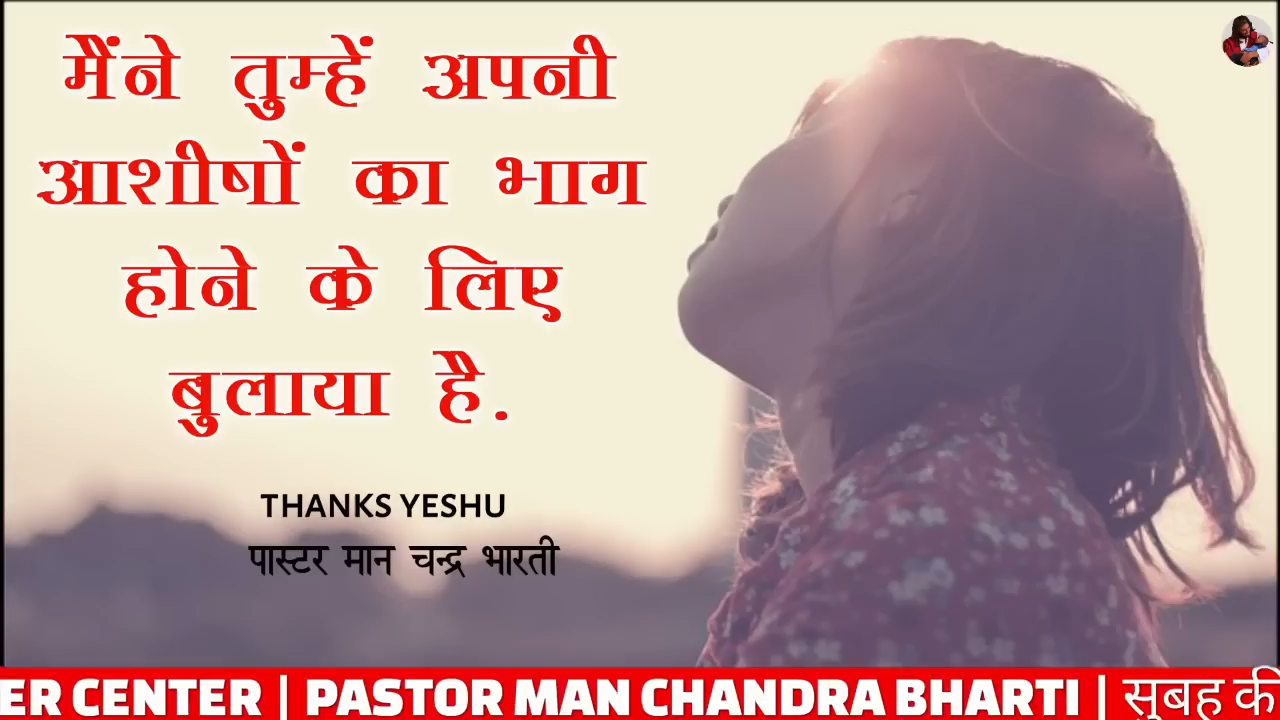 मैंने तुम्हें अपनी
आशीषों का भाग
होने के लिए
बुलाया है.
THANKS YESHU
पास्टर मान चन्द्र भारती
ER CENTER | PASTOR MAN CHANDRA BHARTI | सुबह की